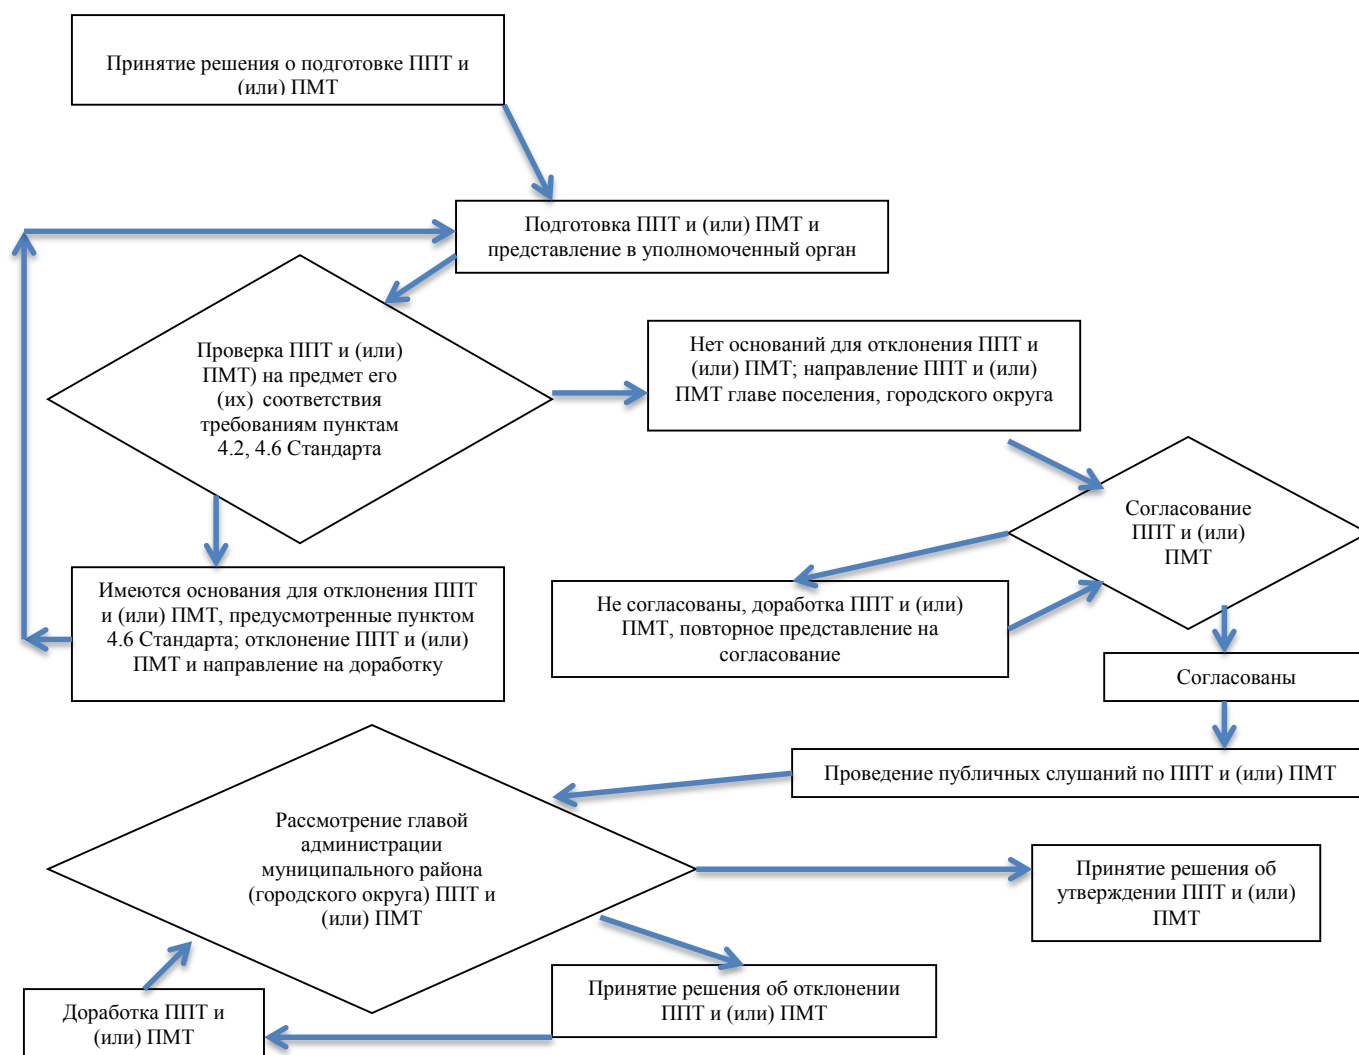 Принятие решения о подготовке ППТ и
(или) ПМТ
Подготовка ППТ и (или) ПМТ и
представление в уполномоченный орган
Проверка ППТ и (или)
ПМТ) на предмет его
(их) соответствия
требованиям пунктам
4.2, 4.6 Стандарта
Нет оснований для отклонения ППТ и
(или) ПМТ; направление ППТ и (или)
ПМТ главе поселения, городского округа
Согласование
ППТ и (или)
ПМТ
Имеются основания для отклонения ППТ
и (или) ПМТ, предусмотренные пунктом
4.6 Стандарта; отклонение ППТ и (или)
ПМТ и направление на доработку
Не согласованы, доработка ППТ и (или)
ПМТ, повторное представление на
согласование
Согласованы
Проведение публичных слушаний по ППТ и (или) ПМТ
Рассмотрение главой
администрации
муниципального района
(городского округа) ППТ и
(или) ПМТ
Принятие решения об
утверждении ППТ и (или)
ПМТ
Принятие решения об отклонении
ППТ и (или) ПМТ
Доработка ППТ и
(или) ПМТ